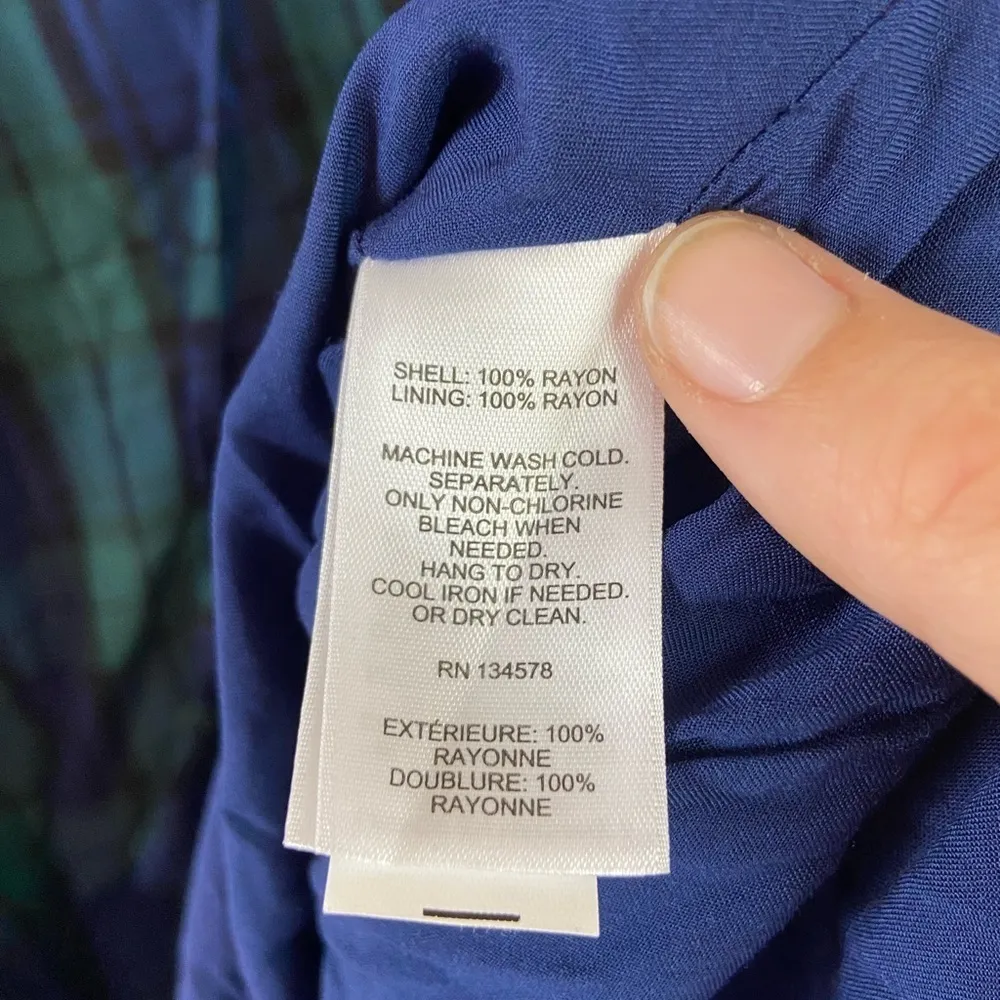 SHELL: 100% RAYON
LINING: 100% RAYON
MACHINE WASH COLD.
SEPARATELY.
ONLY NON-CHLORINE
BLEACH WHEN
NEEDED.
HANG TO DRY.
COOL IRON IF NEEDED.
OR DRY CLEAN.
RN 134578
EXTÉRIEURE: 100%
RAYONNE
DOUBLURE: 100%
RAYONNE